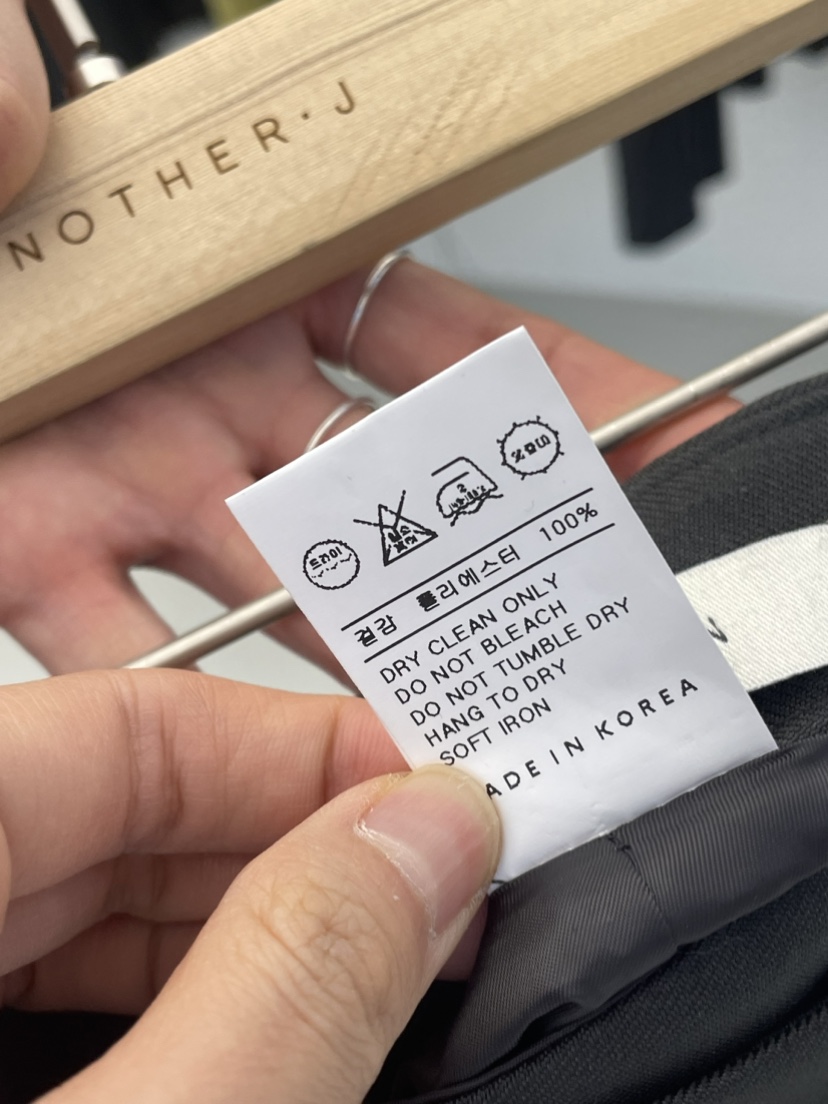 NOTHER·J
드라이
겉감 폴리에스터 100%
DRY CLEAN ONLY
DO NOT BLEACH
DO NOT TUMBLE DRY
HANG TO DRY
SOFT IRON
ADE IN KOREA